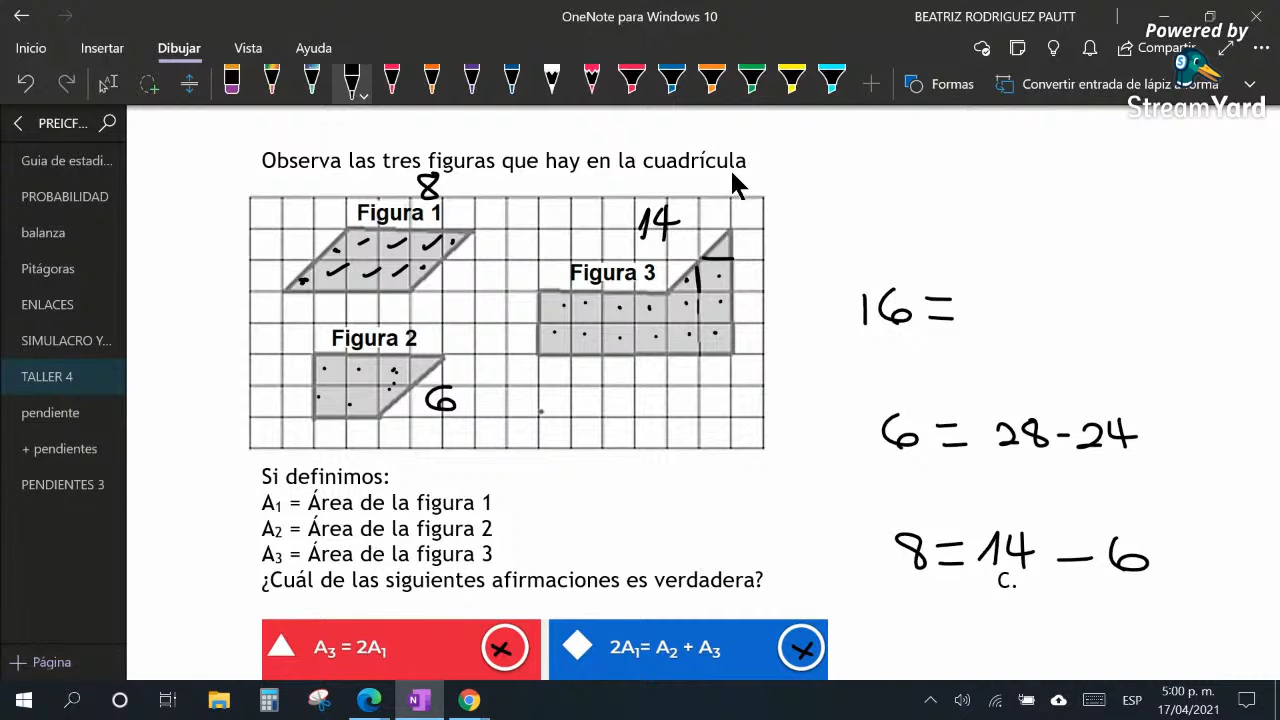 OneNote para Windows 10
BEATRIZ RODRIGUEZ PAUTT
Powered by
StreamYard
Inicio Insertar Dibujar Vista Ayuda
Compartir
Formas
Convertir entrada de lápiz a forma
PREICF...
Guia de estadi...
PROBABILIDAD
balanza
Pitágoras
ENLACES
SIMULACRO Y...
TALLER 4
pendiente
+ pendientes
PENDIENTES 3
Página
Observa las tres figuras que hay en la cuadrícula
8
Figura 1
14
Figura 3
Figura 2
6
16 =
6 = 28-24
8 = 14 - 6
C.
Si definimos:
A₁ = Área de la figura 1
A₂ = Área de la figura 2
A₃ = Área de la figura 3
¿Cuál de las siguientes afirmaciones es verdadera?
A₃ = 2A₁
2A₁= A₂ + A₃
ESP
5:00 p. m.
17/04/2021